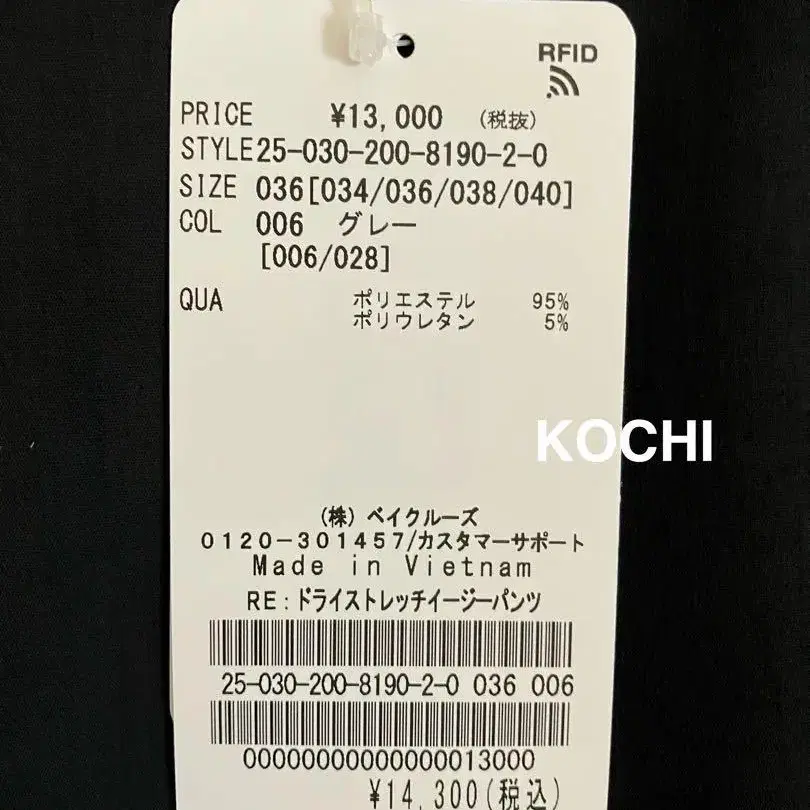 RFID
PRICE ¥13,000 (税抜)
STYLE25-030-200-8190-2-0
SIZE 036[034/036/038/040]
COL 006 グレー
[006/028]
QUA ポリエステル 95%
ポリウレタン 5%
KOCHI
(株)ベイクルーズ
0120-301457/カスタマーサポート
Made in Vietnam
RE:ドライストレッチイージーパンツ
25-030-200-8190-2-0 036 006
00000000000000013000
¥14,300(税込)